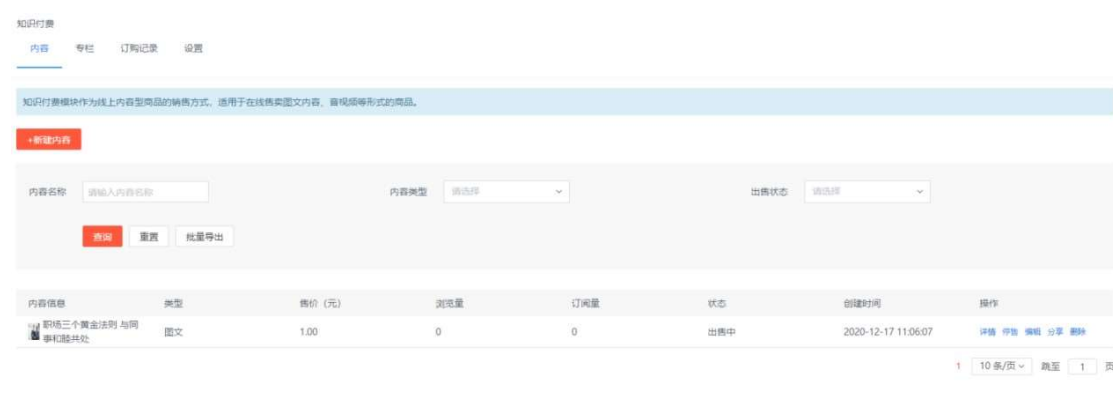 知识付费
内容 专栏 订购记录 设置
知识付费模块作为线上内容型商品的销售方式，适用于在线售卖图文内容、音视频等形式的商品。
+新建内容
内容名称 请输入内容名称 内容类型 请选择 出售状态 请选择
查询 重置 批量导出
内容信息 类型 售价（元） 浏览量 订阅量 状态 创建时间 操作
职场三个黄金法则 与同 图文 1.00 0 0 出售中 2020-12-17 11:06:07 详情 停售 编辑 分享 删除
事和睦共处
1 10 条/页 跳至 1 页